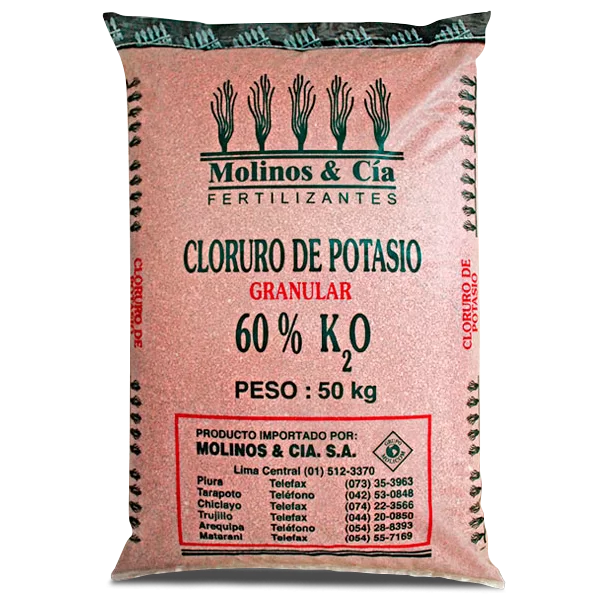 Molinos & Cía
FERTILIZANTES
CLORURO DE POTASIO
GRANULAR
60 % K₂O
PESO : 50 kg
CLORURO DE
POTASIO
CLORURO DE
PRODUCTO IMPORTADO POR:
MOLINOS & CIA. S.A.
GRUPO
MOLICOM
Lima Central (01) 512-3370
Piura Telefax (073) 35-3963
Tarapoto Teléfono (042) 53-0848
Chiclayo Telefax (074) 22-3566
Trujillo Telefax (044) 20-0850
Arequipa Teléfono (054) 28-8393
Matarani Telefax (054) 55-7169